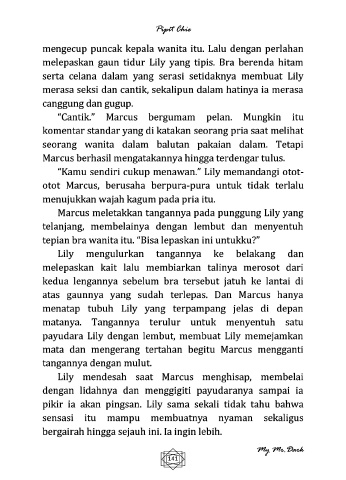 Pipit Chie
mengecup puncak kepala wanita itu. Lalu dengan perlahan
melepaskan gaun tidur Lily yang tipis. Bra berenda hitam
serta celana dalam yang serasi setidaknya membuat Lily
merasa seksi dan cantik, sekalipun dalam hatinya ia merasa
canggung dan gugup.
“Cantik.” Marcus bergumam pelan. Mungkin itu
komentar standar yang di katakan seorang pria saat melihat
seorang wanita dalam balutan pakaian dalam. Tetapi
Marcus berhasil mengatakannya hingga terdengar tulus.
“Kamu sendiri cukup menawan.” Lily memandangi otot-
otot Marcus, berusaha berpura-pura untuk tidak terlalu
menujukkan wajah kagum pada pria itu.
Marcus meletakkan tangannya pada punggung Lily yang
telanjang, membelainya dengan lembut dan menyentuh
tepian bra wanita itu. “Bisa lepaskan ini untukku?”
Lily mengulurkan tangannya ke belakang dan
melepaskan kait lalu membiarkan talinya merosot dari
kedua lengannya sebelum bra tersebut jatuh ke lantai di
atas gaunnya yang sudah terlepas. Dan Marcus hanya
menatap tubuh Lily yang terpampang jelas di depan
matanya. Tangannya terulur untuk menyentuh satu
payudara Lily dengan lembut, membuat Lily memejamkan
mata dan mengerang tertahan begitu Marcus mengganti
tangannya dengan mulut.
Lily mendesah saat Marcus menghisap, membelai
dengan lidahnya dan menggigiti payudaranya sampai ia
pikir ia akan pingsan. Lily sama sekali tidak tahu bahwa
sensasi itu mampu membuatnya nyaman sekaligus
bergairah hingga sejauh ini. Ia ingin lebih.
My Mr. Dark
141